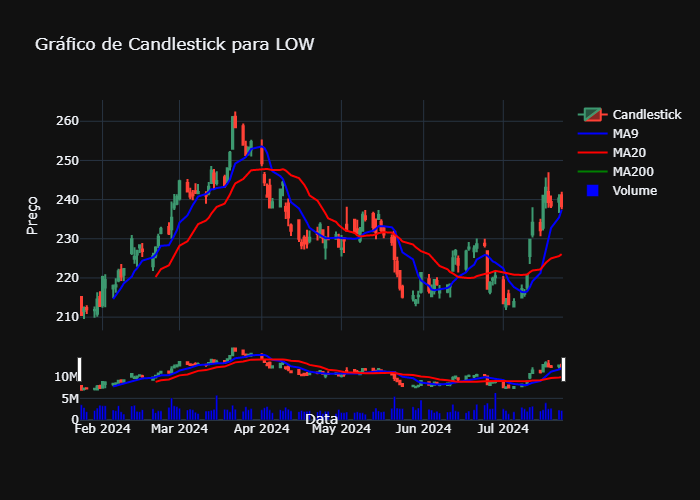 Gráfico de Candlestick para LOW
Candlestick
MA9
MA20
MA200
Volume
Preço
260
250
240
230
220
210
10M
5M
0
Feb 2024
Mar 2024
Apr 2024
May 2024
Jun 2024
Jul 2024
Data